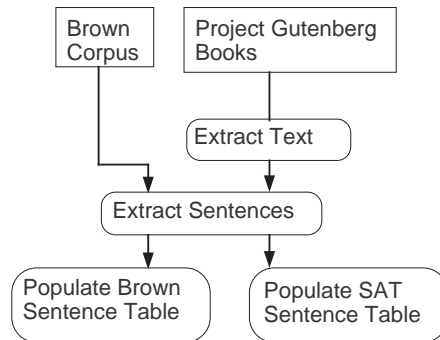 Brown
Corpus
Project Gutenberg
Books
Extract Text
Extract Sentences
Populate Brown
Sentence Table
Populate SAT
Sentence Table